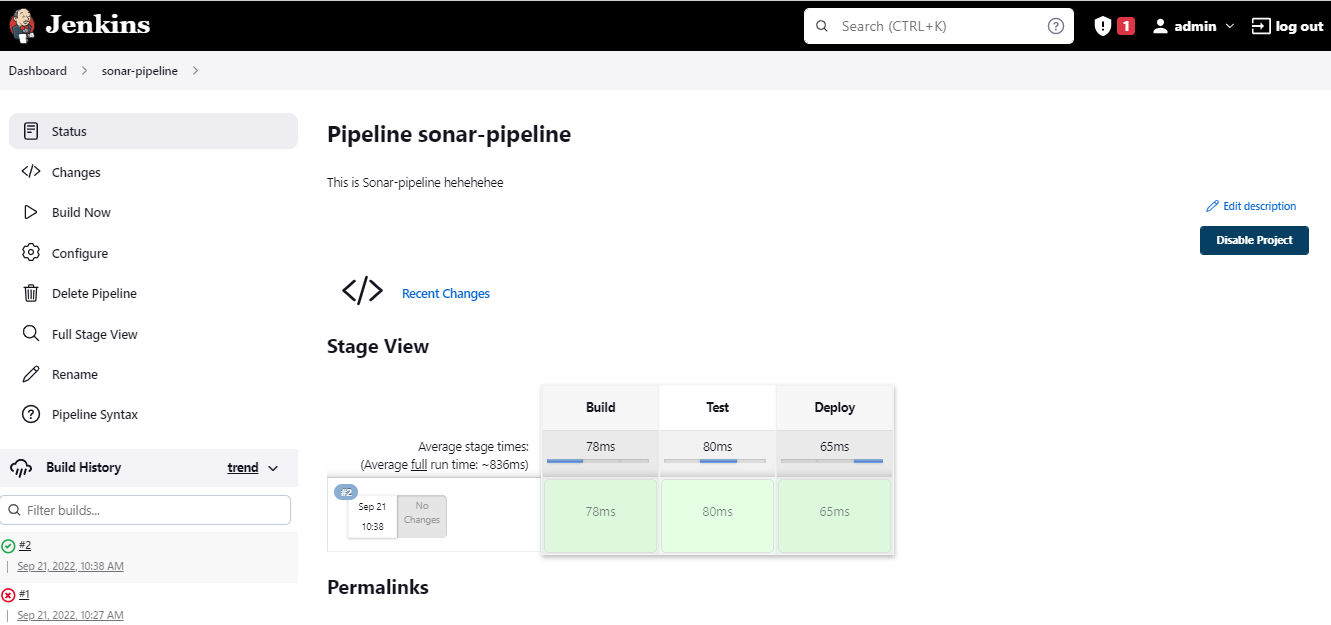 Jenkins
Search (CTRL+K)
1
admin
log out
Dashboard
sonar-pipeline
Status
Changes
Build Now
Configure
Delete Pipeline
Full Stage View
Rename
Pipeline Syntax
Build History
trend
Filter builds...
#2
Sep 21, 2022, 10:38 AM
#1
Sep 21, 2022, 10:27 AM
Pipeline sonar-pipeline
This is Sonar-pipeline hehehehee
Edit description
Disable Project
Recent Changes
Stage View
Build Test Deploy
Average stage times:
(Average full run time: ~836ms)
78ms 80ms 65ms
#2
Sep 21
10:38
No
Changes
78ms 80ms 65ms
Permalinks